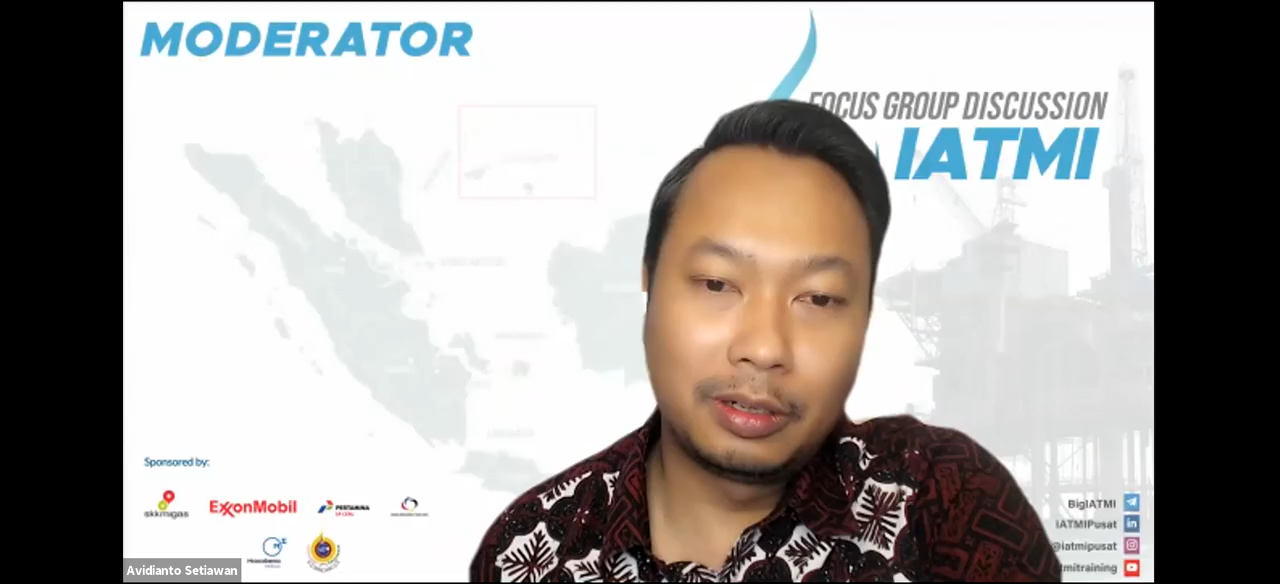 MODERATOR
FOCUS GROUP DISCUSSION
IATMI
Sponsored by:
skkmigas
ExxonMobil
PERTAMINA
BigIATMI
IATMIPusat
@iatmipusat
Avidianto Setiawan